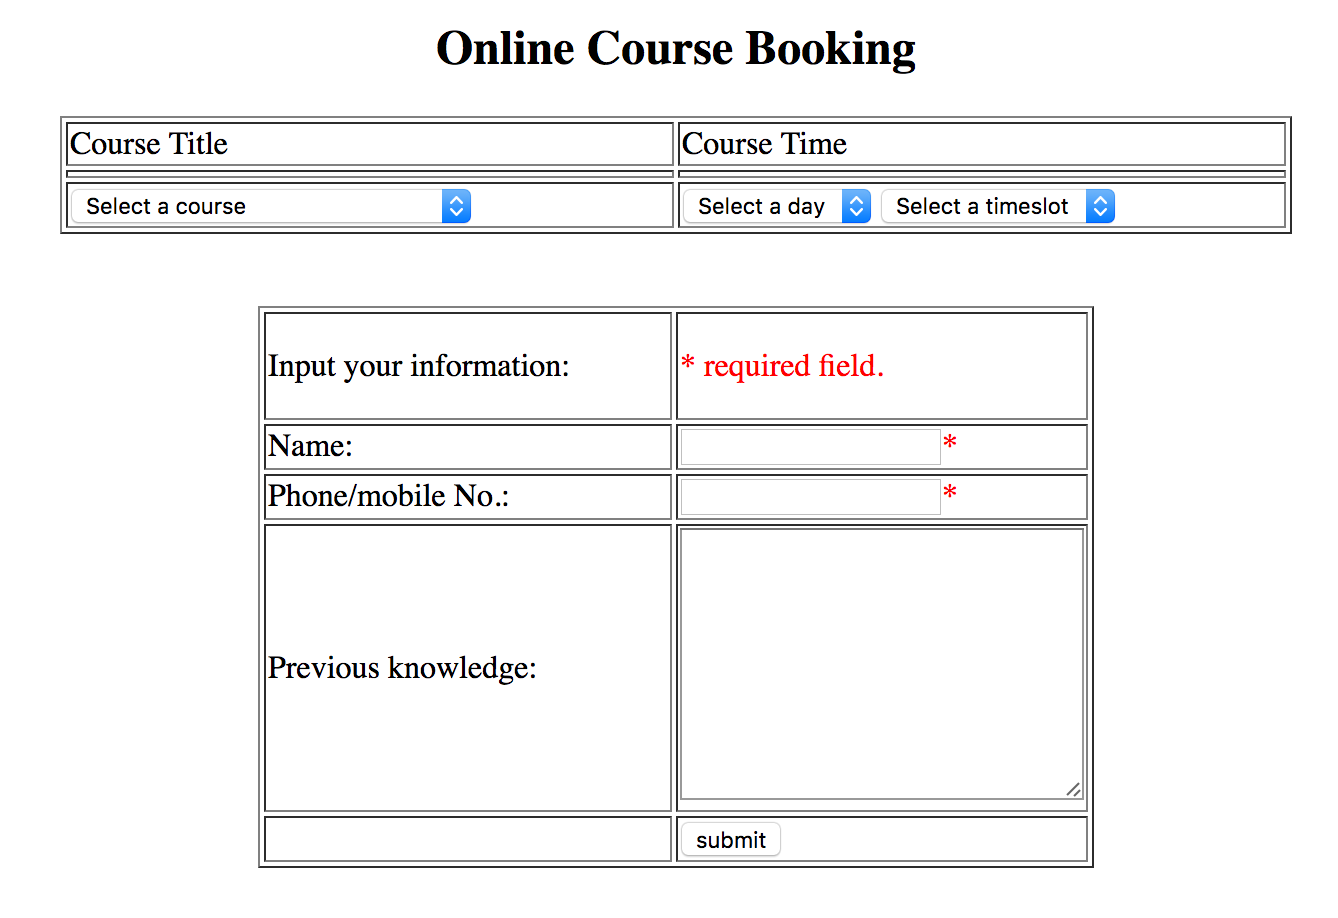 Online Course Booking
Course Title Course Time
Select a course Select a day Select a timeslot
Input your information: * required field.
Name: *
Phone/mobile No.: *
Previous knowledge:
submit